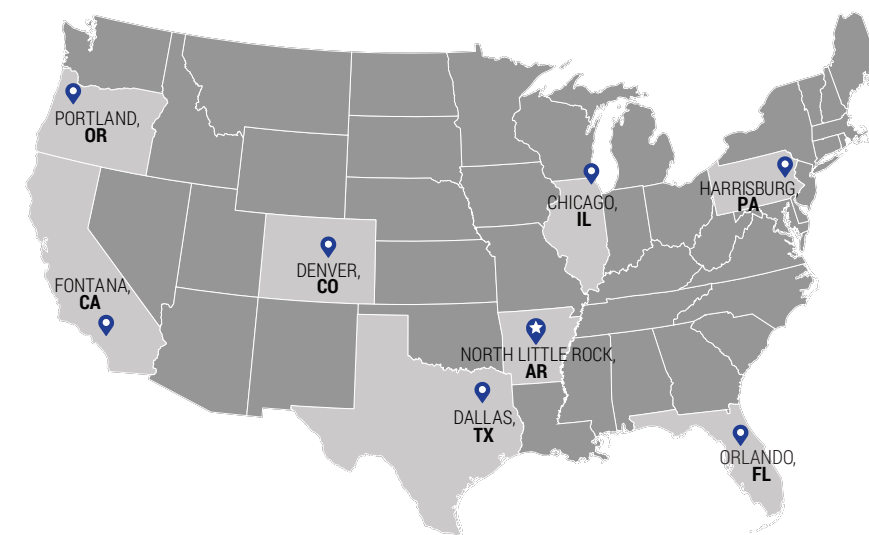 PORTLAND,
OR
CHICAGO,
IL
HARRISBURG,
PA
DENVER,
CO
FONTANA,
CA
NORTH LITTLE ROCK,
AR
DALLAS,
TX
ORLANDO,
FL